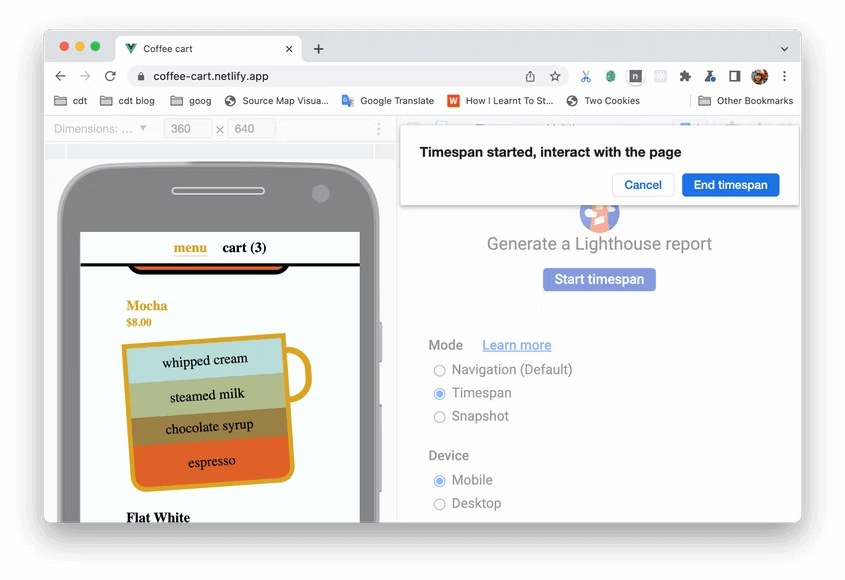 Coffee cart
coffee-cart.netlify.app
cdt
cdt blog
goog
Source Map Visua...
Google Translate
How I Learnt To St...
Two Cookies
Other Bookmarks
Dimensions: ...
360
×
640
Timespan started, interact with the page
Cancel
End timespan
menu
cart (3)
Mocha
$8.00
whipped cream
steamed milk
chocolate syrup
espresso
Flat White
Generate a Lighthouse report
Start timespan
Mode
Learn more
Navigation (Default)
Timespan
Snapshot
Device
Mobile
Desktop